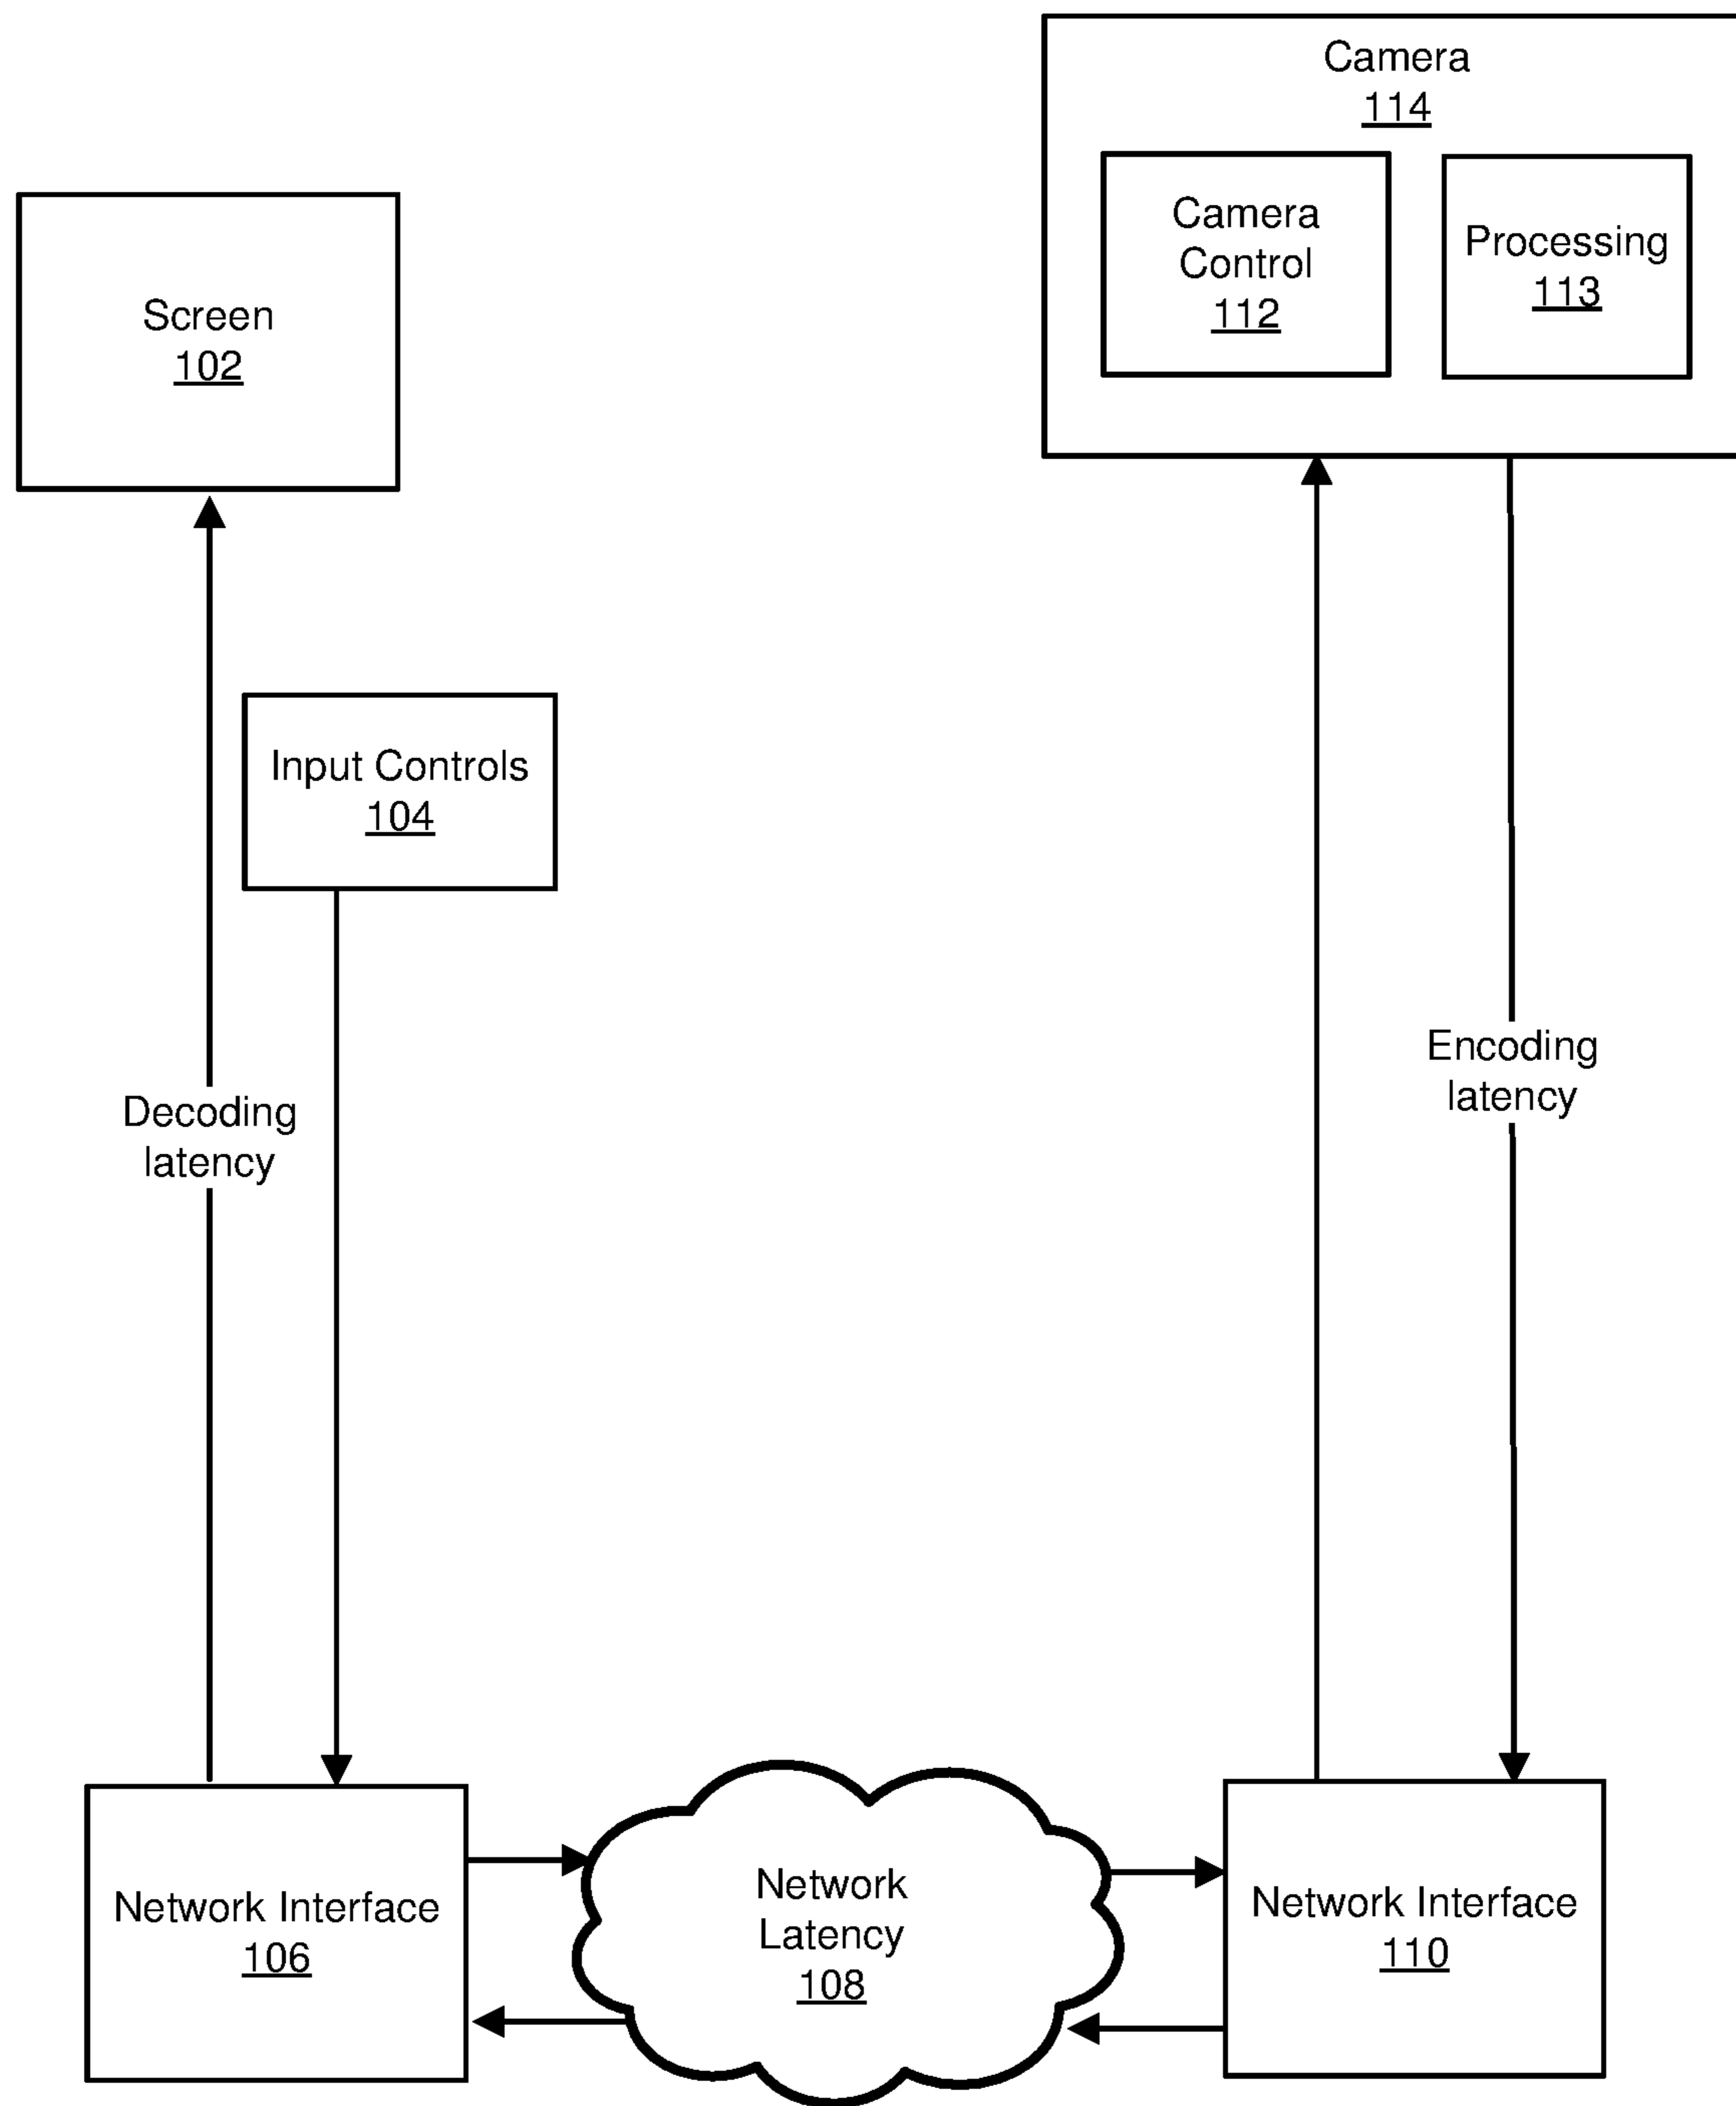 Camera
114
Camera
Control
112
Processing
113
Screen
102
Input Controls
104
Encoding
latency
Decoding
latency
Network Interface
106
Network
Latency
108
Network Interface
110